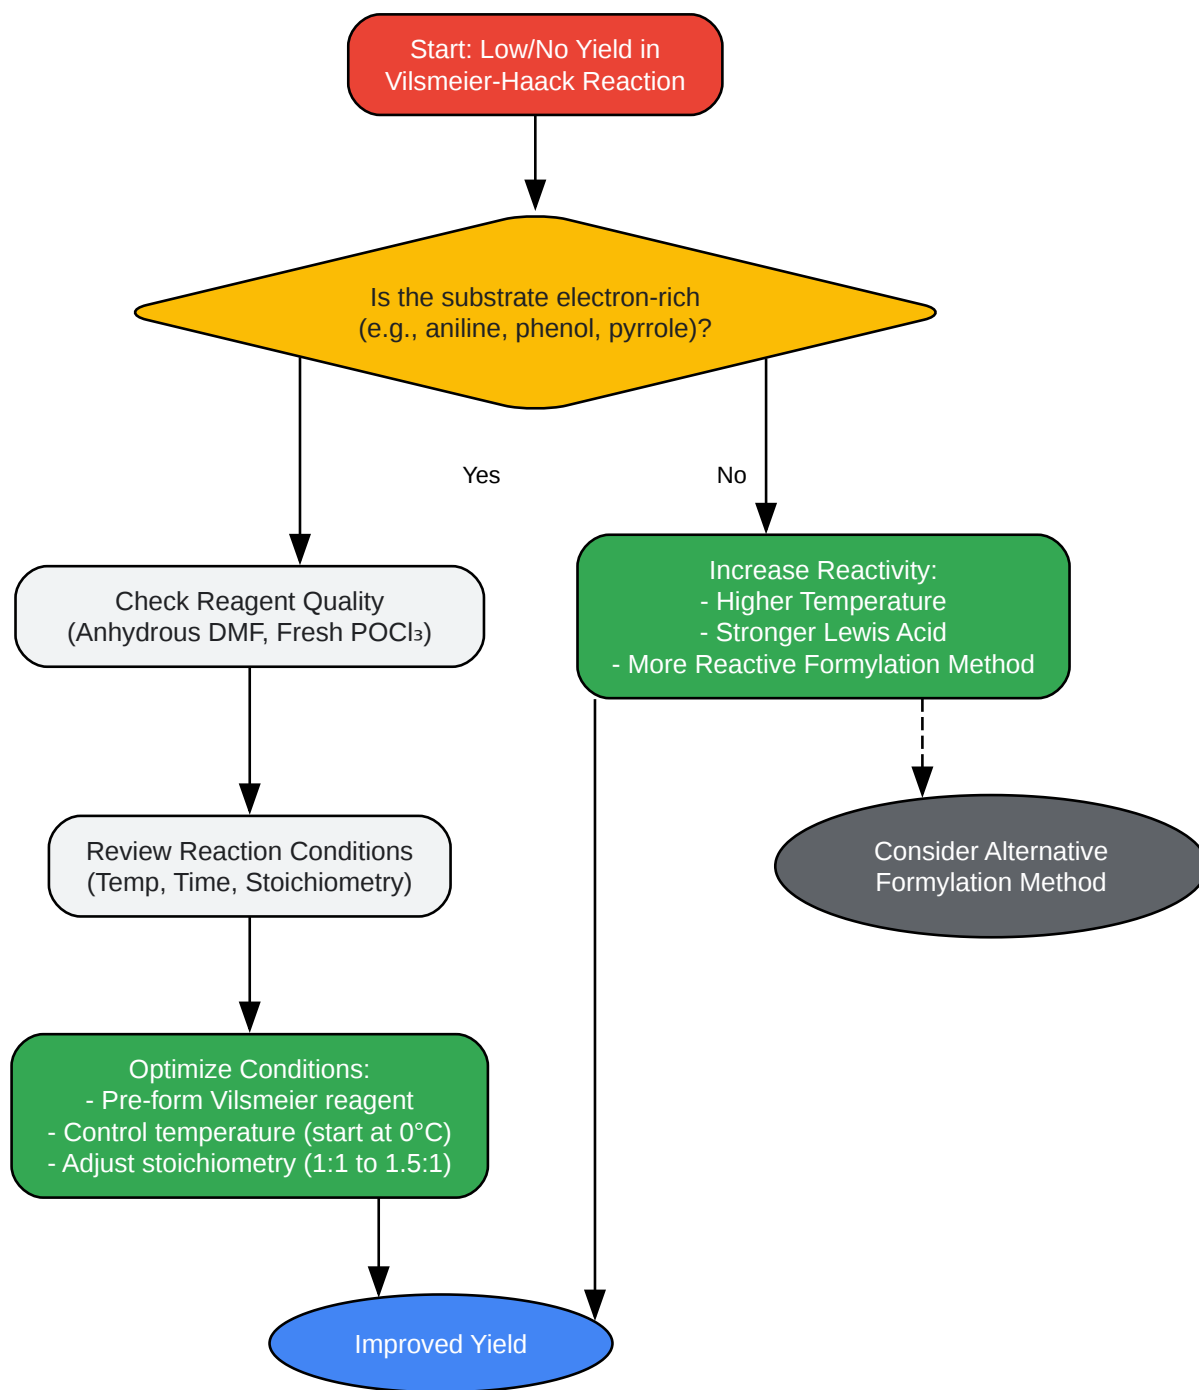 Start: Low/No Yield in
Vilsmeier-Haack Reaction
Is the substrate electron-rich
(e.g., aniline, phenol, pyrrole)?
Yes
No
Check Reagent Quality
(Anhydrous DMF, Fresh POCl₃)
Increase Reactivity:
- Higher Temperature
- Stronger Lewis Acid
- More Reactive Formylation Method
Review Reaction Conditions
(Temp, Time, Stoichiometry)
Consider Alternative
Formylation Method
Optimize Conditions:
- Pre-form Vilsmeier reagent
- Control temperature (start at 0°C)
- Adjust stoichiometry (1:1 to 1.5:1)
Improved Yield